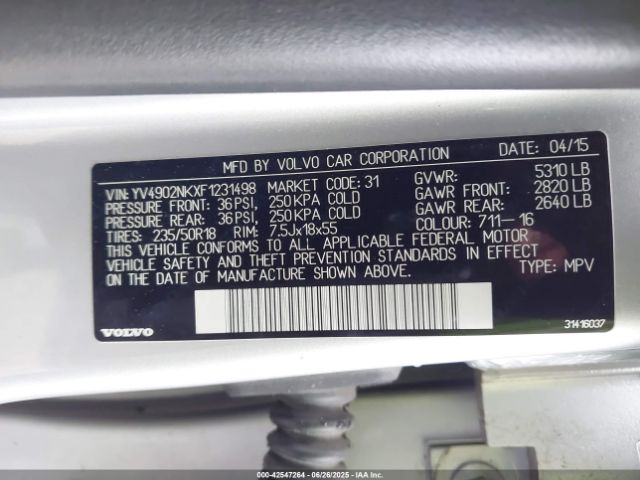 MFD BY VOLVO CAR CORPORATION DATE: 04/15
VIN: YV4902NKXF1231498 MARKET CODE: 31 GVWR: 5310 LB
PRESSURE FRONT: 36 PSI, 250 KPA COLD GAWR FRONT: 2820 LB
PRESSURE REAR: 36 PSI, 250 KPA COLD GAWR REAR: 2640 LB
TIRES: 235/50R18 RIM: 7.5Jx18x55 COLOUR: 711-16
THIS VEHICLE CONFORMS TO ALL APPLICABLE FEDERAL MOTOR
VEHICLE SAFETY AND THEFT PREVENTION STANDARDS IN EFFECT
ON THE DATE OF MANUFACTURE SHOWN ABOVE. TYPE: MPV
VOLVO 31416037
000-42547264 - 06/26/2025 - IAAI.COM